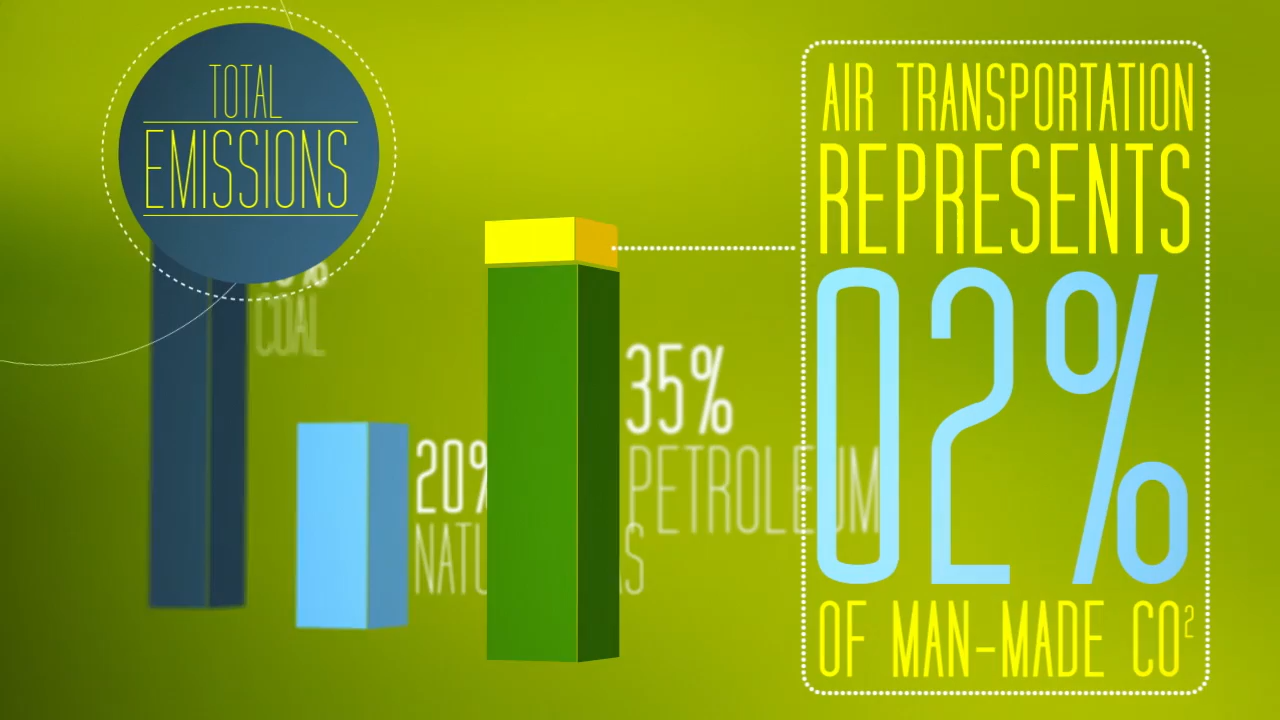 TOTAL
EMISSIONS
COAL
20%
35%
PETROLEUM
AIR TRANSPORTATION
REPRESENTS
02%
OF MAN-MADE CO²